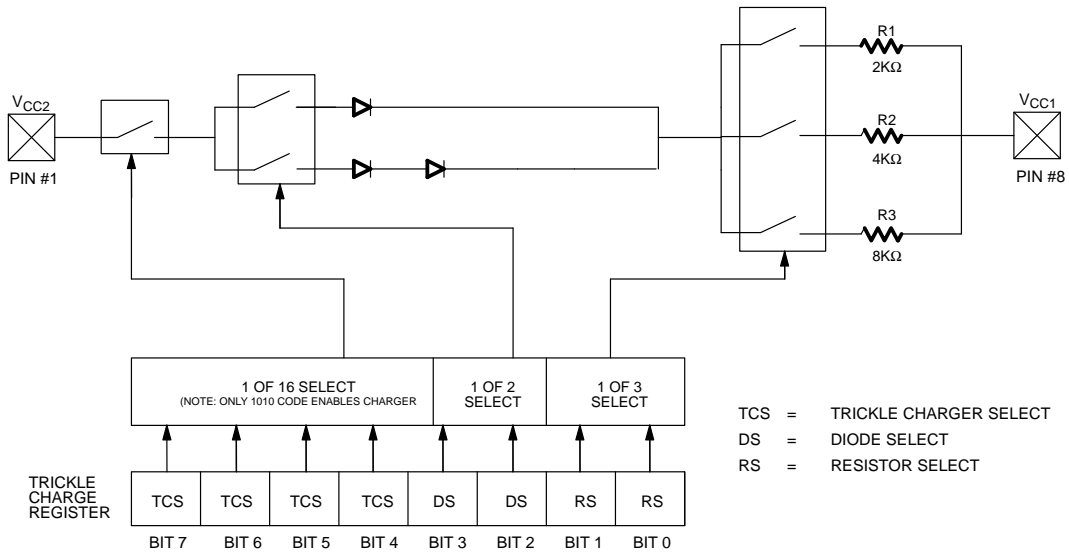 R1
2KΩ
VCC2
PIN #1
R2
4KΩ
VCC1
PIN #8
R3
8KΩ
1 OF 16 SELECT
(NOTE: ONLY 1010 CODE ENABLES CHARGER
1 OF 2
SELECT
1 OF 3
SELECT
TCS = TRICKLE CHARGER SELECT
DS = DIODE SELECT
RS = RESISTOR SELECT
TRICKLE
CHARGE
REGISTER
TCS TCS TCS TCS DS DS RS RS
BIT 7 BIT 6 BIT 5 BIT 4 BIT 3 BIT 2 BIT 1 BIT 0